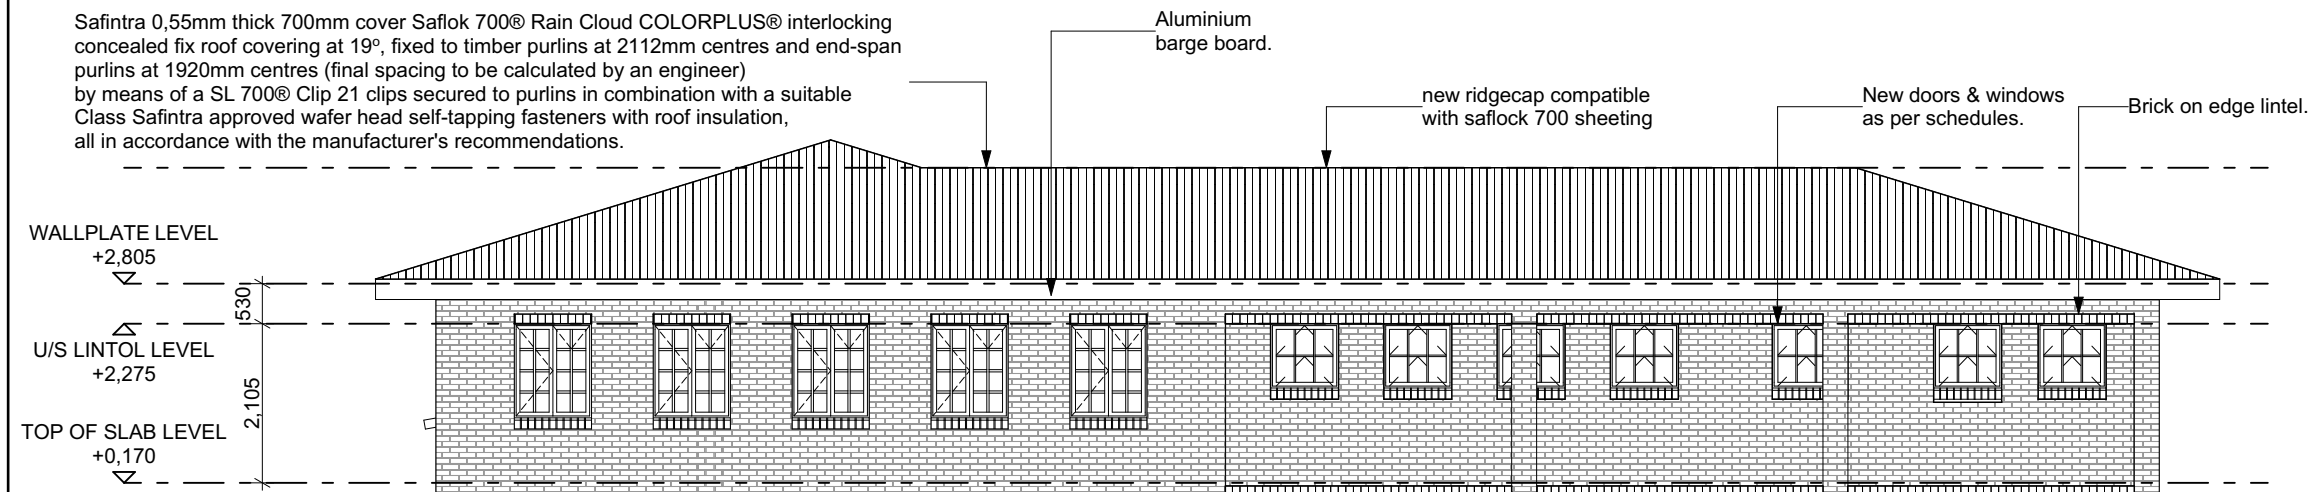 Safintra 0,55mm thick 700mm cover Saflok 700® Rain Cloud COLORPLUS® interlocking
concealed fix roof covering at 19º, fixed to timber purlins at 2112mm centres and end-span
purlins at 1920mm centres (final spacing to be calculated by an engineer)
by means of a SL 700® Clip 21 clips secured to purlins in combination with a suitable
Class Safintra approved wafer head self-tapping fasteners with roof insulation,
all in accordance with the manufacturer's recommendations.
Aluminium
barge board.
new ridgecap compatible
with saflock 700 sheeting
New doors & windows
as per schedules.
Brick on edge lintel.
WALLPLATE LEVEL
+2,805
530
U/S LINTOL LEVEL
+2,275
2,105
TOP OF SLAB LEVEL
+0,170